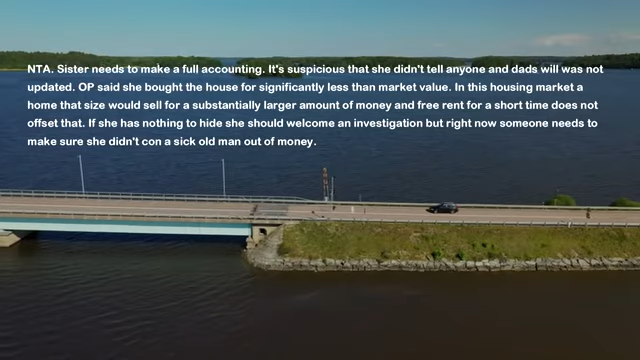 NTA. Sister needs to make a full accounting. It's suspicious that she didn't tell anyone and dads will was not
updated. OP said she bought the house for significantly less than market value. In this housing market a
home that size would sell for a substantially larger amount of money and free rent for a short time does not
offset that. If she has nothing to hide she should welcome an investigation but right now someone needs to
make sure she didn't con a sick old man out of money.